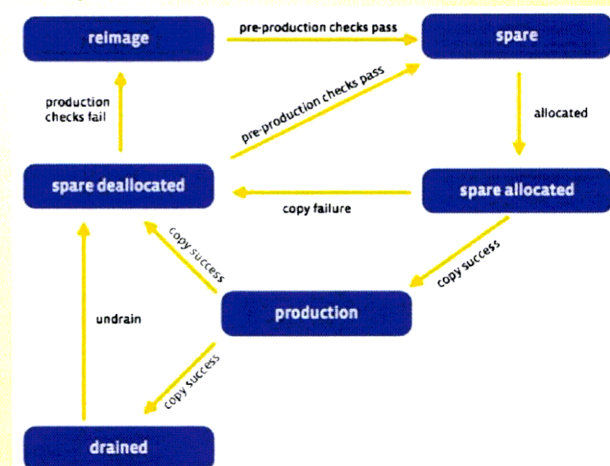 reimage
pre-production checks pass
spare
production
checks fail
pre-production checks pass
allocated
spare deallocated
copy failure
spare allocated
copy success
copy success
production
undrain
copy success
drained